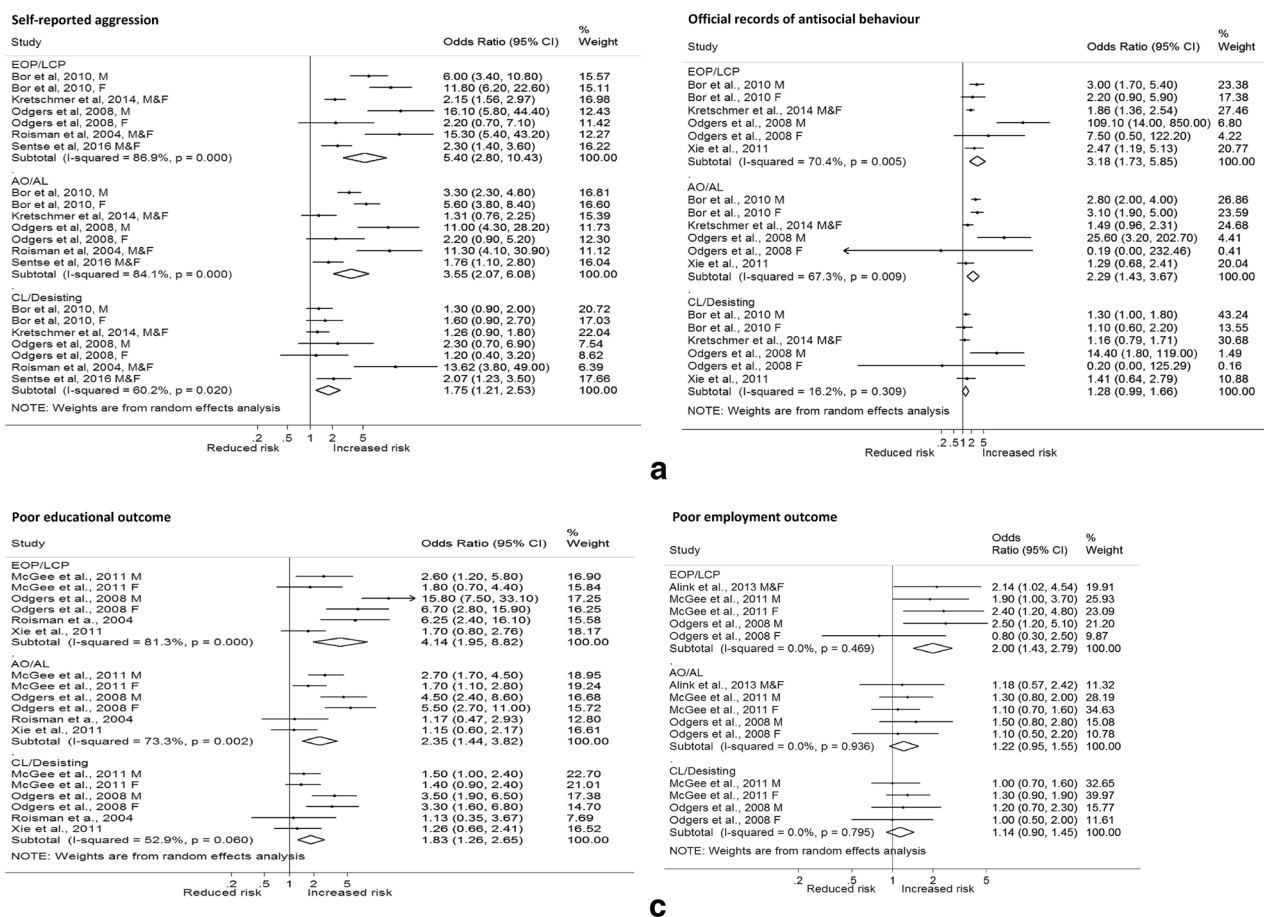 Self-reported aggression
Study Odds Ratio (95% CI) % Weight
EOP/LCP
Bor et al, 2010, M 6.00 (3.40, 10.80) 15.57
Bor et al, 2010, F 11.80 (6.20, 22.60) 15.11
Kretschmer et al, 2014, M&F 2.15 (1.56, 2.97) 16.98
Odgers et al, 2008, M 16.10 (5.80, 44.40) 12.43
Odgers et al, 2008, F 2.20 (0.70, 7.10) 11.42
Roisman et al, 2004, M&F 15.30 (5.40, 43.20) 12.27
Sentse et al, 2016 M&F 2.30 (1.40, 3.60) 16.22
Subtotal (I-squared = 86.9%, p = 0.000) 5.40 (2.80, 10.43) 100.00
.
AO/AL
Bor et al, 2010, M 3.30 (2.30, 4.80) 16.81
Bor et al, 2010, F 5.60 (3.80, 8.40) 16.60
Kretschmer et al, 2014, M&F 1.31 (0.76, 2.25) 15.39
Odgers et al, 2008, M 11.00 (4.30, 28.20) 11.73
Odgers et al, 2008, F 2.20 (0.90, 5.20) 12.30
Roisman et al, 2004, M&F 11.30 (4.10, 30.90) 11.12
Sentse et al, 2016 M&F 1.76 (1.10, 2.80) 16.04
Subtotal (I-squared = 84.1%, p = 0.000) 3.55 (2.07, 6.08) 100.00
.
CL/Desisting
Bor et al, 2010, M 1.30 (0.90, 2.00) 20.72
Bor et al, 2010, F 1.60 (0.90, 2.70) 17.03
Kretschmer et al, 2014, M&F 1.26 (0.90, 1.80) 22.04
Odgers et al, 2008, M 2.30 (0.70, 6.90) 7.54
Odgers et al, 2008, F 1.20 (0.40, 3.20) 8.62
Roisman et al, 2004, M&F 13.62 (3.80, 49.00) 6.39
Sentse et al, 2016 M&F 2.07 (1.23, 3.50) 17.66
Subtotal (I-squared = 60.2%, p = 0.020) 1.75 (1.21, 2.53) 100.00
NOTE: Weights are from random effects analysis
.2 .5 1 2 5
Reduced risk Increased risk
Official records of antisocial behaviour
Study Odds Ratio (95% CI) % Weight
EOP/LCP
Bor et al, 2010 M 3.00 (1.70, 5.40) 23.38
Bor et al, 2010 F 2.20 (0.90, 5.90) 17.38
Kretschmer et al, 2014 M&F 1.86 (1.36, 2.54) 27.46
Odgers et al, 2008 M 109.10 (14.00, 850.00) 6.80
Odgers et al, 2008 F 7.50 (0.50, 122.20) 4.22
Xie et al., 2011 2.47 (1.19, 5.13) 20.77
Subtotal (I-squared = 70.4%, p = 0.005) 3.18 (1.73, 5.85) 100.00
.
AO/AL
Bor et al, 2010 M 2.80 (2.00, 4.00) 26.86
Bor et al, 2010 F 3.10 (1.90, 5.00) 23.59
Kretschmer et al, 2014 M&F 1.49 (0.96, 2.31) 24.68
Odgers et al, 2008 M 25.60 (3.20, 202.70) 4.41
Odgers et al, 2008 F 0.19 (0.00, 232.46) 0.41
Xie et al., 2011 1.29 (0.68, 2.41) 20.04
Subtotal (I-squared = 67.3%, p = 0.009) 2.29 (1.43, 3.67) 100.00
.
CL/Desisting
Bor et al, 2010 M 1.30 (1.00, 1.80) 43.24
Bor et al, 2010 F 1.10 (0.60, 2.20) 13.55
Kretschmer et al, 2014 M&F 1.16 (0.79, 1.71) 30.68
Odgers et al, 2008 M 14.40 (1.80, 119.00) 1.49
Odgers et al, 2008 F 0.20 (0.00, 125.29) 0.16
Xie et al., 2011 1.41 (0.64, 2.79) 10.88
Subtotal (I-squared = 16.2%, p = 0.309) 1.28 (0.99, 1.66) 100.00
NOTE: Weights are from random effects analysis
.2 .5 1 2 5
Reduced risk Increased risk
a
Poor educational outcome
Study Odds Ratio (95% CI) % Weight
EOP/LCP
McGee et al., 2011 M 2.60 (1.20, 5.80) 16.90
McGee et al., 2011 F 1.80 (0.70, 4.40) 15.84
Odgers et al., 2008 M 15.80 (7.50, 33.10) 17.25
Odgers et al., 2008 F 6.70 (2.80, 15.90) 16.25
Roisman et al., 2004 6.25 (2.40, 16.10) 15.58
Xie et al., 2011 1.70 (0.80, 2.76) 18.17
Subtotal (I-squared = 81.3%, p = 0.000) 4.14 (1.95, 8.82) 100.00
.
AO/AL
McGee et al., 2011 M 2.70 (1.70, 4.50) 18.95
McGee et al., 2011 F 1.70 (1.10, 2.80) 19.24
Odgers et al., 2008 M 4.50 (2.40, 8.60) 16.68
Odgers et al., 2008 F 5.50 (2.70, 11.00) 15.72
Roisman et a., 2004 1.17 (0.47, 2.93) 12.80
Xie et al., 2011 1.15 (0.60, 2.17) 16.61
Subtotal (I-squared = 73.3%, p = 0.002) 2.35 (1.44, 3.82) 100.00
.
CL/Desisting
McGee et al., 2011 M 1.50 (1.00, 2.40) 22.70
McGee et al., 2011 F 1.40 (0.90, 2.40) 21.01
Odgers et al., 2008 M 3.50 (1.90, 6.50) 17.38
Odgers et al., 2008 F 3.30 (1.60, 6.80) 14.70
Roisman et al., 2004 1.13 (0.35, 3.67) 7.69
Xie et al., 2011 1.26 (0.66, 2.41) 16.52
Subtotal (I-squared = 52.9%, p = 0.060) 1.83 (1.26, 2.65) 100.00
NOTE: Weights are from random effects analysis
.2 .5 1 2 5
Reduced risk Increased risk
Poor employment outcome
Study Odds Ratio (95% CI) % Weight
EOP/LCP
Alink et al., 2013 M&F 2.14 (1.02, 4.54) 19.91
McGee et al., 2011 M 1.90 (1.00, 3.70) 25.93
McGee et al., 2011 F 2.40 (1.20, 4.80) 23.09
Odgers et al., 2008 M 2.50 (1.20, 5.10) 21.20
Odgers et al., 2008 F 0.80 (0.30, 2.50) 9.87
Subtotal (I-squared = 0.0%, p = 0.469) 2.00 (1.43, 2.79) 100.00
.
AO/AL
Alink et al., 2013 M&F 1.18 (0.57, 2.42) 11.32
McGee et al., 2011 M 1.30 (0.80, 2.00) 28.19
McGee et al., 2011 F 1.10 (0.70, 1.60) 34.63
Odgers et al., 2008 M 1.50 (0.80, 2.80) 15.08
Odgers et al., 2008 F 1.10 (0.50, 2.20) 10.78
Subtotal (I-squared = 0.0%, p = 0.936) 1.22 (0.95, 1.55) 100.00
.
CL/Desisting
McGee et al., 2011 M 1.00 (0.70, 1.60) 32.65
McGee et al., 2011 F 1.30 (0.90, 1.90) 39.97
Odgers et al., 2008 M 1.20 (0.70, 2.30) 15.77
Odgers et al., 2008 F 1.00 (0.50, 2.00) 11.61
Subtotal (I-squared = 0.0%, p = 0.795) 1.14 (0.90, 1.45) 100.00
NOTE: Weights are from random effects analysis
.2 .5 1 2 5
Reduced risk Increased risk
c